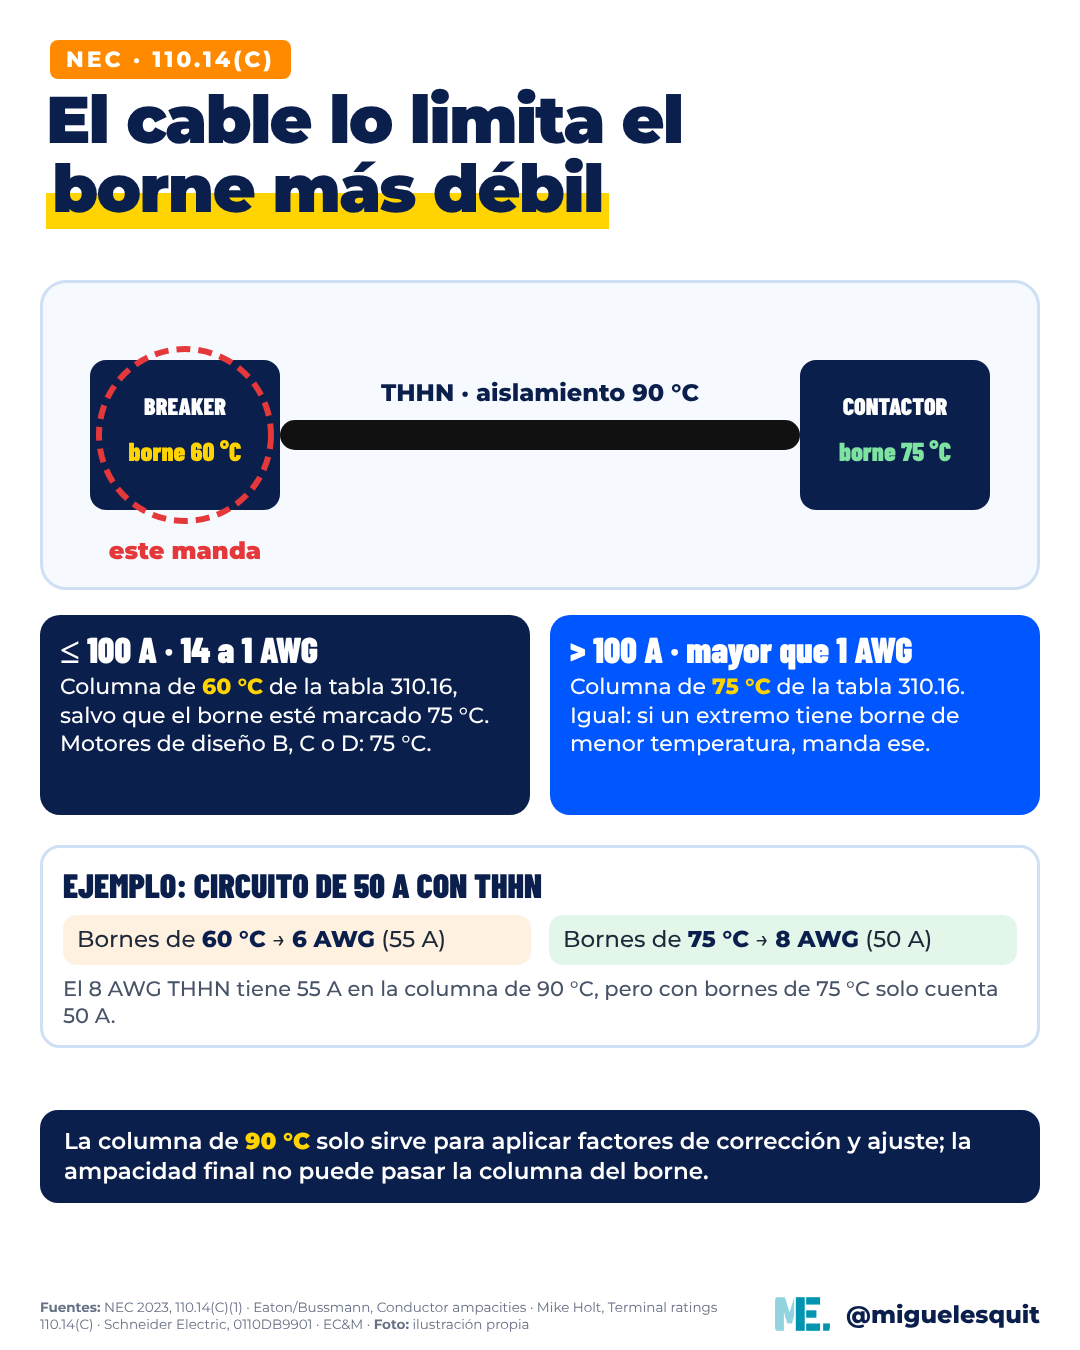 NEC · 110.14(C)
El cable lo limita el
borne más débil
BREAKER
borne 60 °C
este manda
THHN · aislamiento 90 °C
CONTACTOR
borne 75 °C
≤ 100 A · 14 a 1 AWG
Columna de 60 °C de la tabla 310.16,
salvo que el borne esté marcado 75 °C.
Motores de diseño B, C o D: 75 °C.
> 100 A · mayor que 1 AWG
Columna de 75 °C de la tabla 310.16.
Igual: si un extremo tiene borne de
menor temperatura, manda ese.
EJEMPLO: CIRCUITO DE 50 A CON THHN
Bornes de 60 °C → 6 AWG (55 A)
Bornes de 75 °C → 8 AWG (50 A)
El 8 AWG THHN tiene 55 A en la columna de 90 °C, pero con bornes de 75 °C solo cuenta
50 A.
La columna de 90 °C solo sirve para aplicar factores de corrección y ajuste; la
ampacidad final no puede pasar la columna del borne.
Fuentes: NEC 2023, 110.14(C)(1) · Eaton/Bussmann, Conductor ampacities · Mike Holt, Terminal ratings
110.14(C) · Schneider Electric, 0110DB9901 · EC&M · Foto: ilustración propia
ME.
@miguelesquit